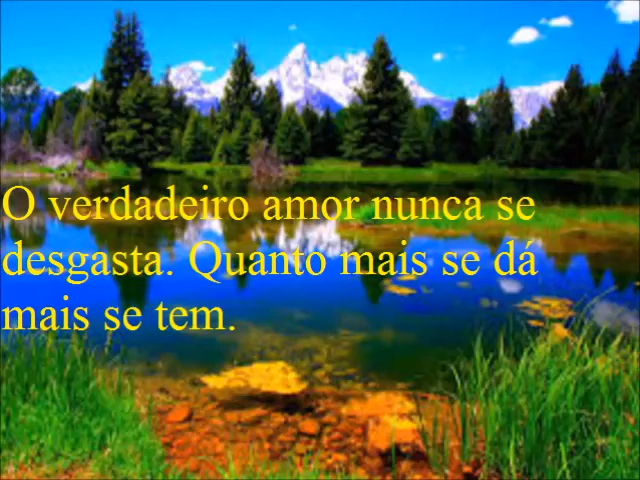 O verdadeiro amor nunca se
desgasta. Quanto mais se dá
mais se tem.